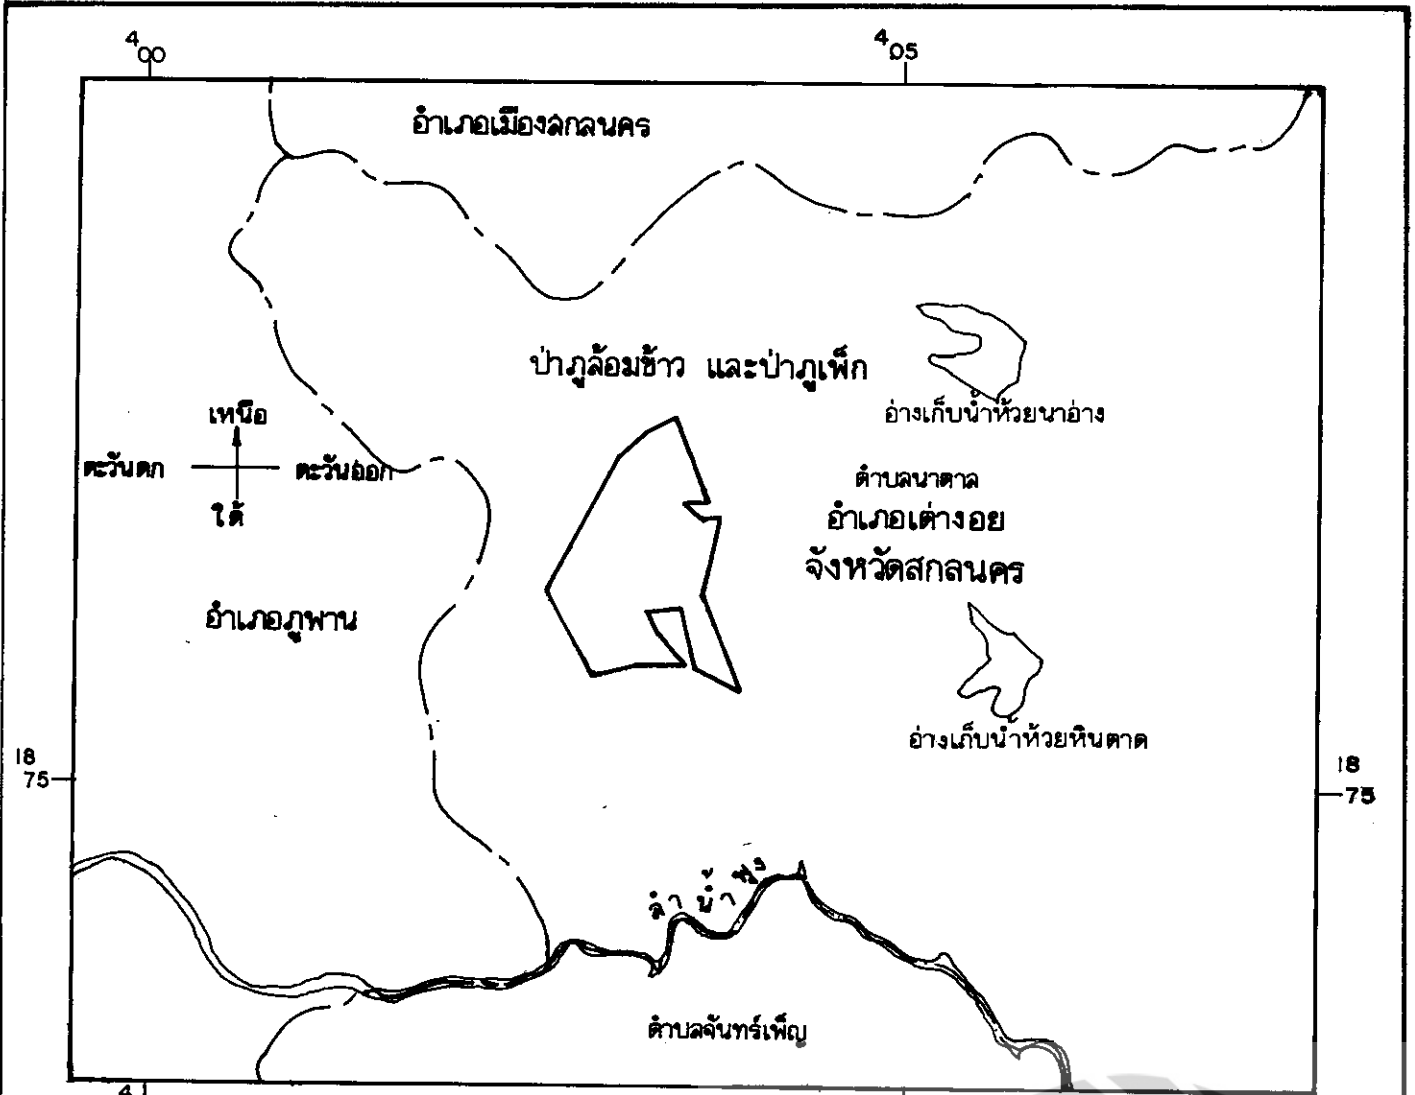 400
405
อำเภอเมืองสกลนคร
ป่าภูล้อมข้าว และป่าภูเพ็ก
อ่างเก็บน้ำห้วยนาอ่าง
เหนือ
ตะวันตก
ตะวันออก
ใต้
ตำบลนาตาล
อำเภอเต่างอย
จังหวัดสกลนคร
อำเภอภูพาน
อ่างเก็บน้ำห้วยหินตาด
18
75
18
75
ลำน้ำพุง
ตำบลจันทร์เพ็ญ